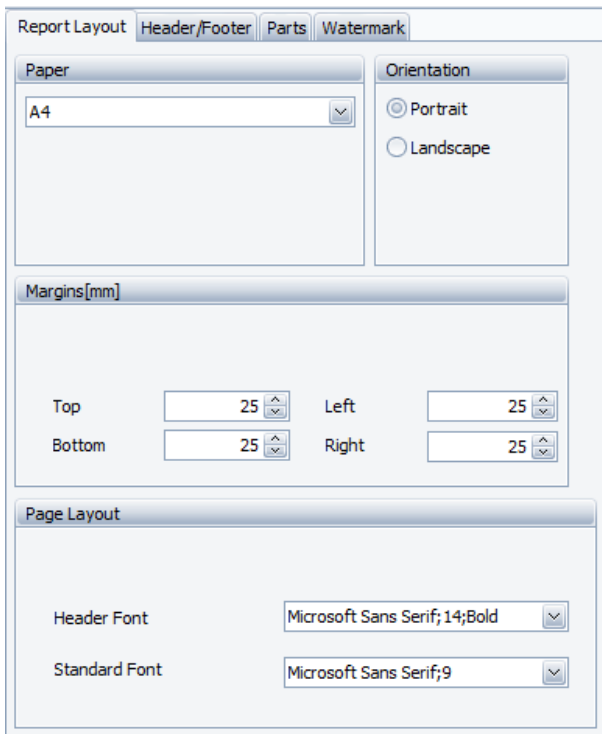 Report Layout Header/Footer Parts Watermark
Paper Orientation
A4 Portrait
Landscape
Margins[mm]
Top 25 Left 25
Bottom 25 Right 25
Page Layout
Header Font Microsoft Sans Serif;14;Bold
Standard Font Microsoft Sans Serif;9